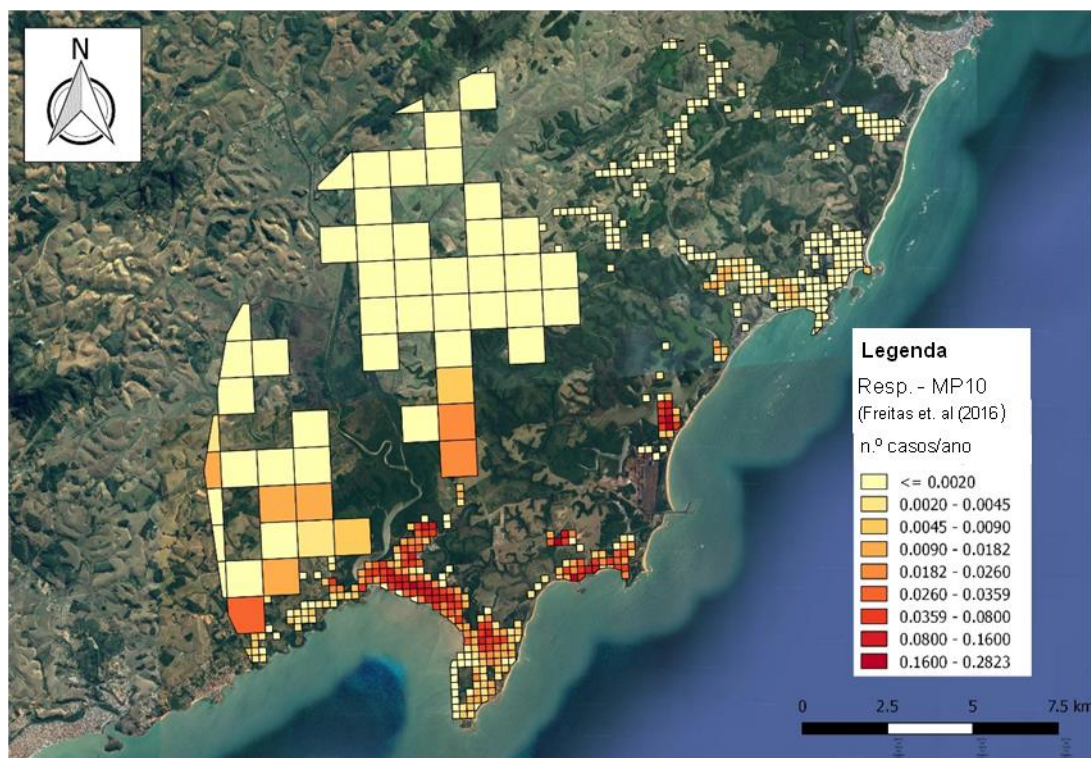 N
Legenda
Resp. - MP10
(Freitas et. al (2016)
n.º casos/ano
<= 0.0020
0.0020 - 0.0045
0.0045 - 0.0090
0.0090 - 0.0182
0.0182 - 0.0260
0.0260 - 0.0359
0.0359 - 0.0800
0.0800 - 0.1600
0.1600 - 0.2823
0 2.5 5 7.5 km